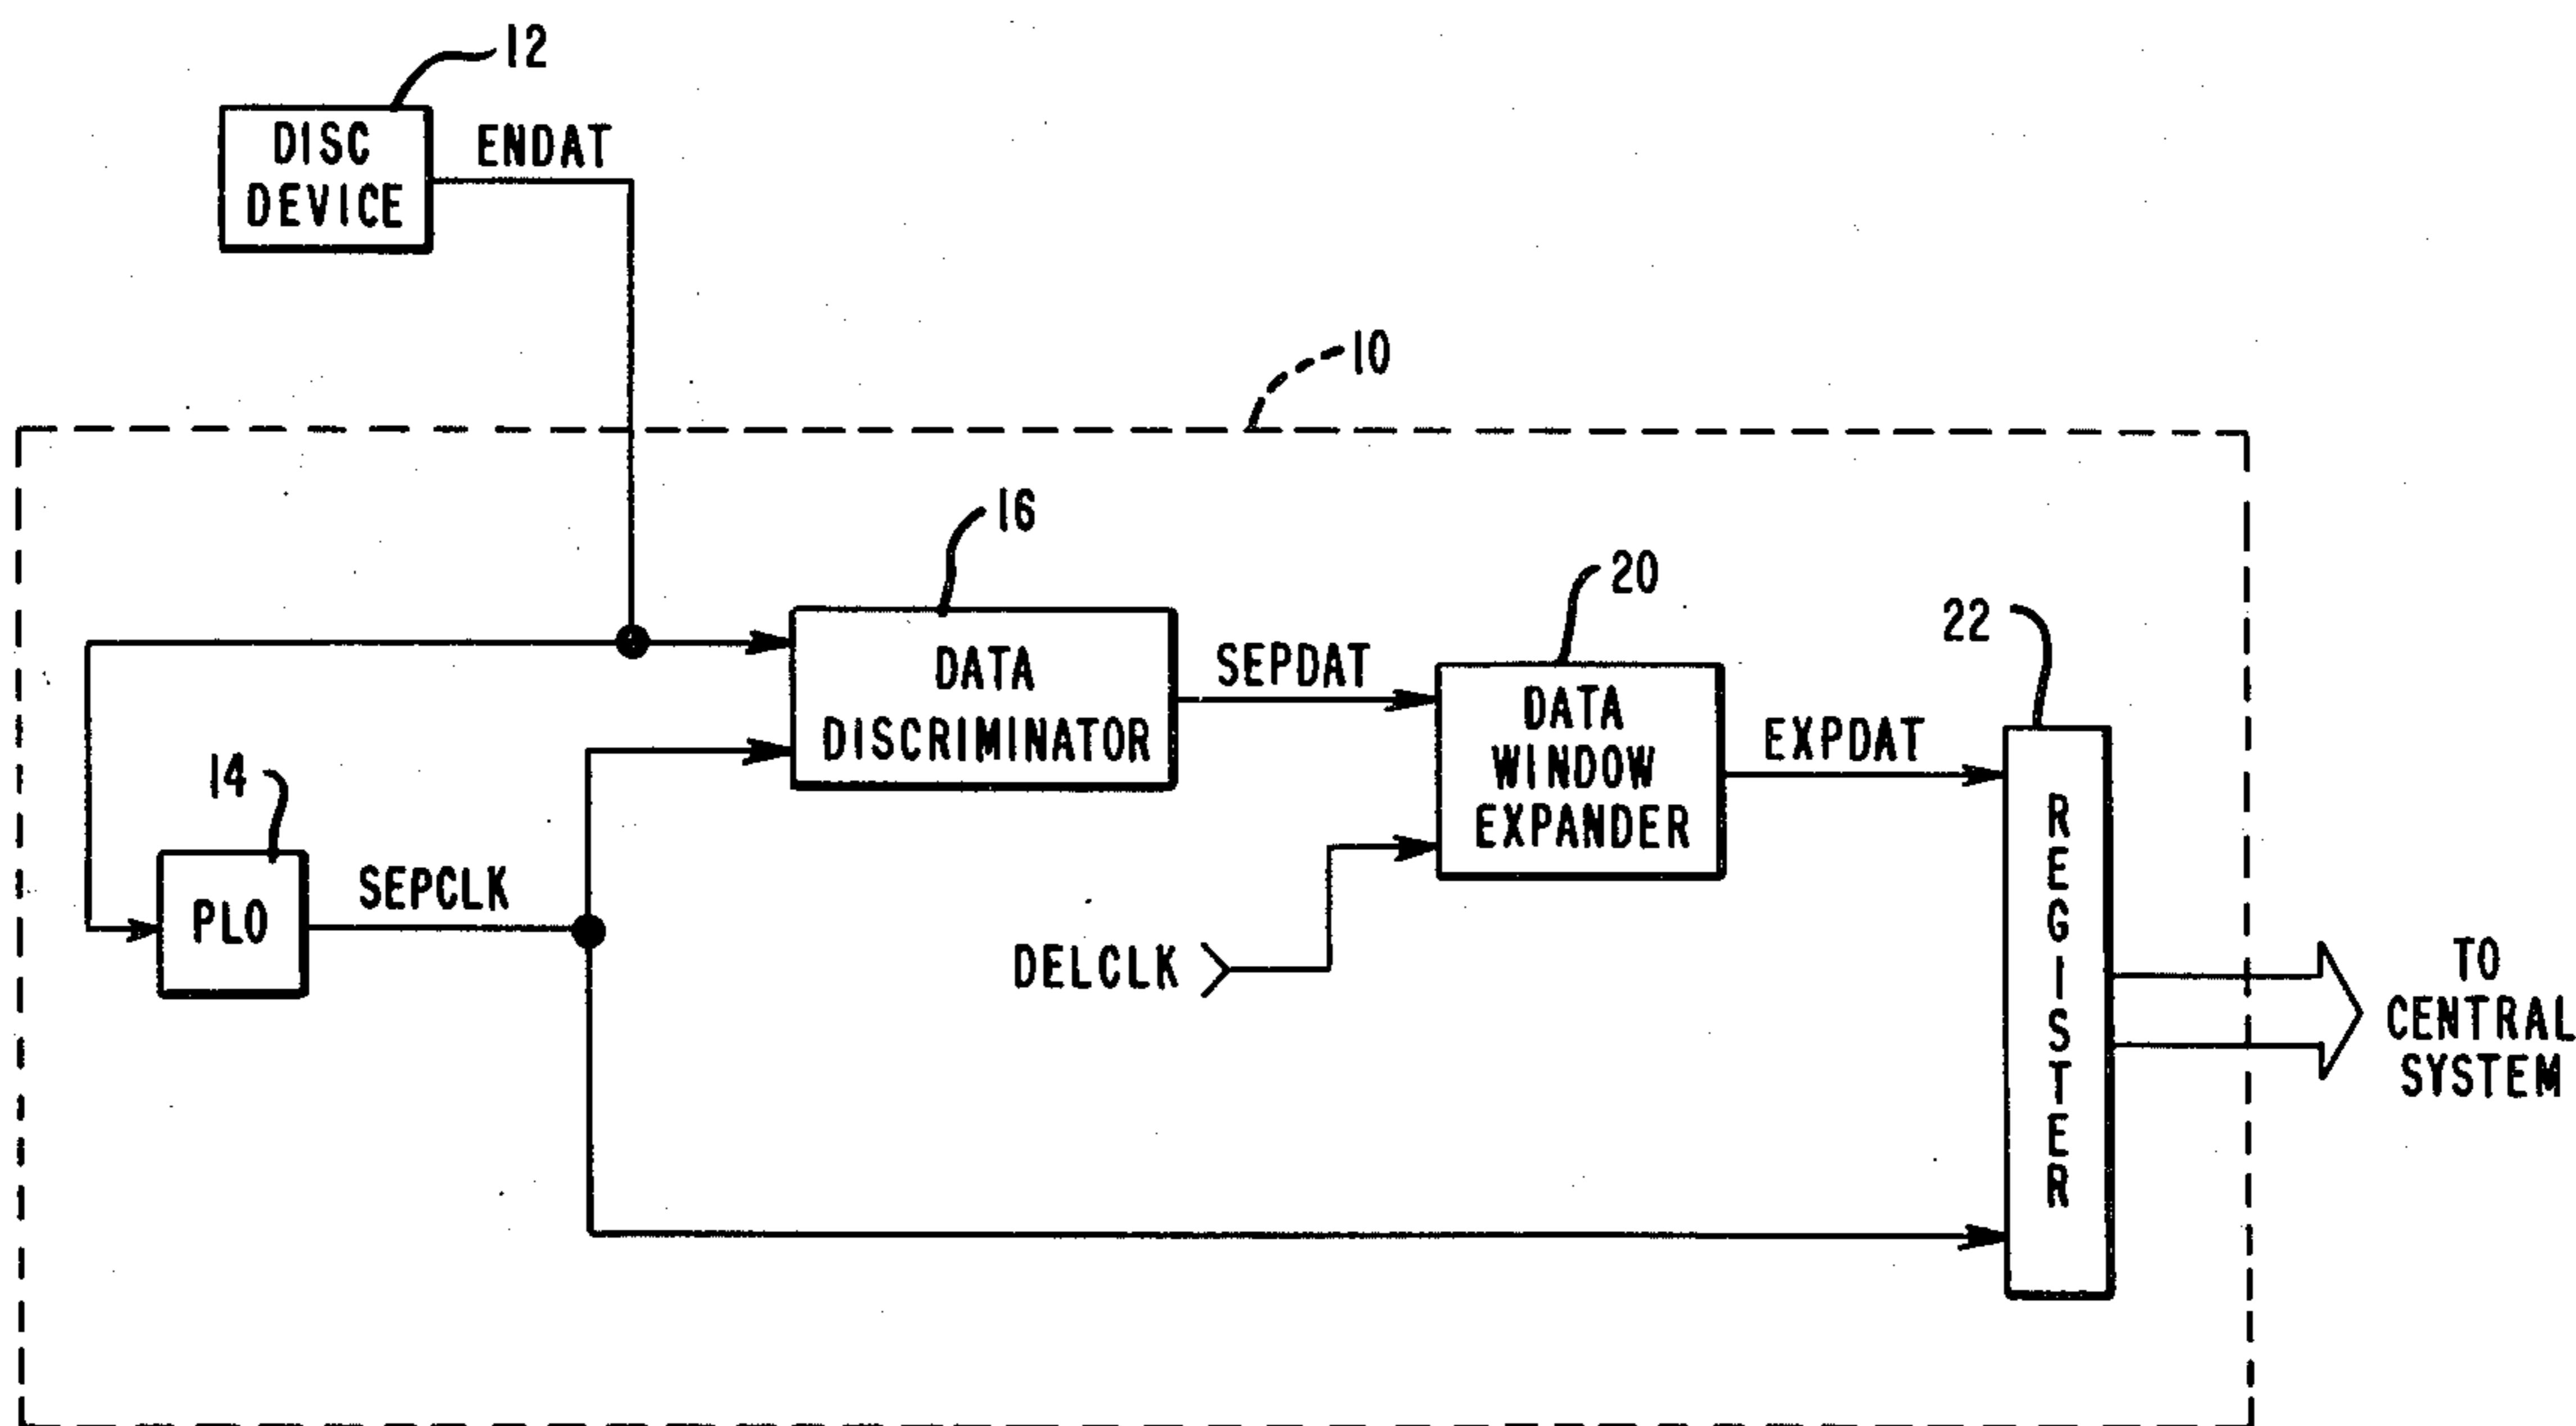 12
DISC
DEVICE
ENDAT
10
16
DATA
DISCRIMINATOR
SEPDAT
20
DATA
WINDOW
EXPANDER
EXPDAT
22
REGISTER
14
PLO
SEPCLK
DELCLK
TO
CENTRAL
SYSTEM